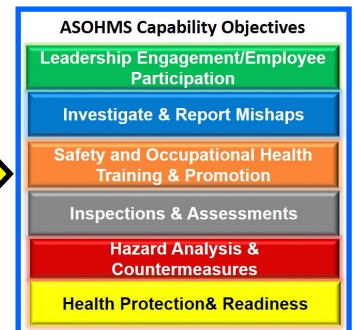 ASOHMS Capability Objectives
Leadership Engagement/Employee
Participation
Investigate & Report Mishaps
Safety and Occupational Health
Training & Promotion
Inspections & Assessments
Hazard Analysis &
Countermeasures
Health Protection& Readiness